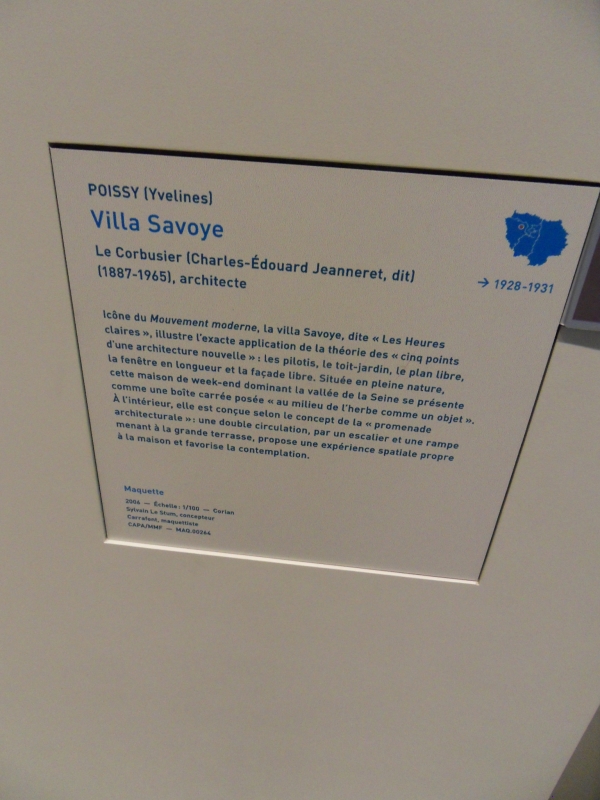 POISSY (Yvelines)
Villa Savoye
Le Corbusier (Charles-Édouard Jeanneret, dit)
(1887-1965), architecte
→ 1928-1931
Icône du Mouvement moderne, la villa Savoye, dite « Les Heures
claires », illustre l'exacte application de la théorie des « cinq points
d'une architecture nouvelle » : les pilotis, le toit-jardin, le plan libre,
la fenêtre en longueur et la façade libre. Située en pleine nature,
cette maison de week-end dominant la vallée de la Seine se présente
comme une boîte carrée posée « au milieu de l'herbe comme un objet ».
À l'intérieur, elle est conçue selon le concept de la « promenade
architecturale » : une double circulation, par un escalier et une rampe
menant à la grande terrasse, propose une expérience spatiale propre
à la maison et favorise la contemplation.
Maquette
2006 — Échelle : 1/100 — Corian
Sylvain Le Stum, concepteur
Carrafont, maquettiste
CAPA/MMF — MAQ.00264